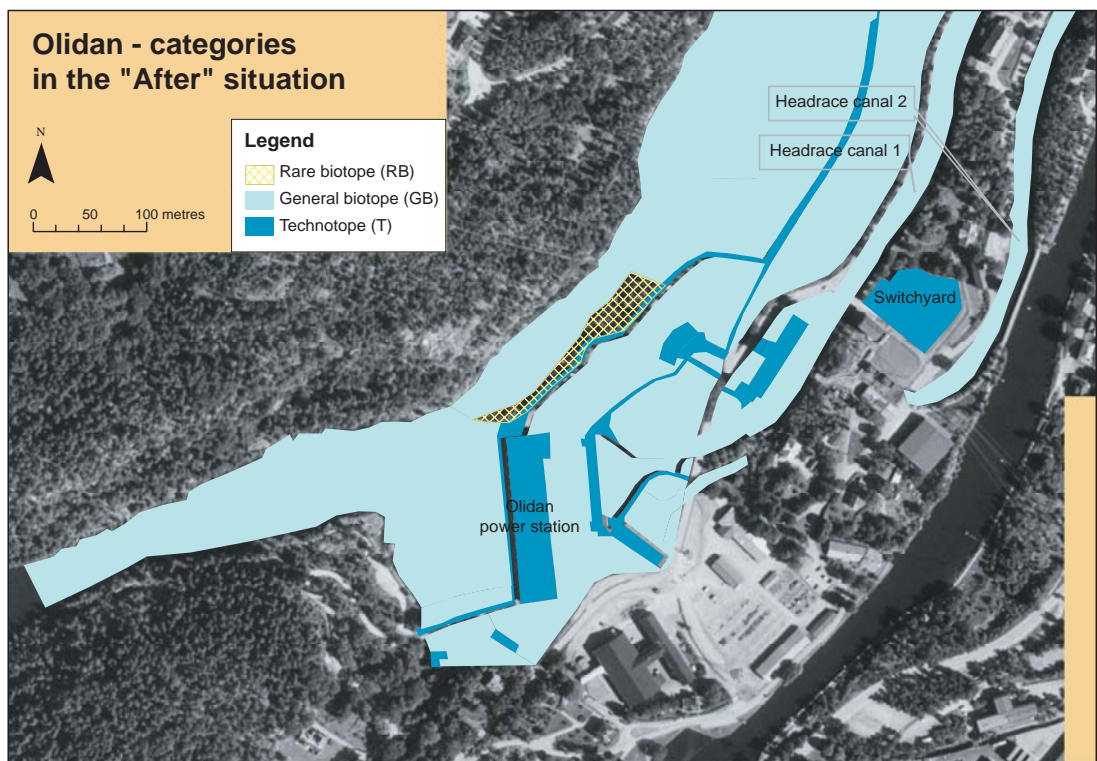 Olidan - categories
in the "After" situation
N
0 50 100 metres
Legend
Rare biotope (RB)
General biotope (GB)
Technotope (T)
Headrace canal 2
Headrace canal 1
Switchyard
Olidan
power station